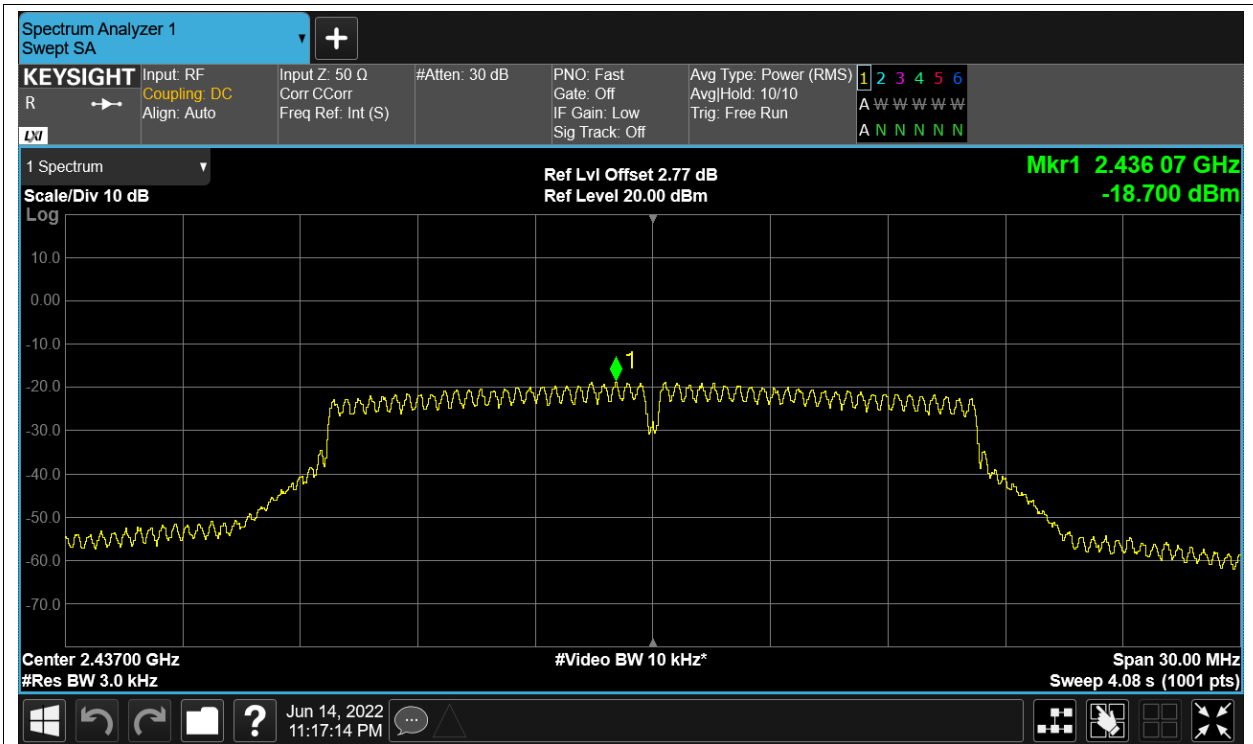 Spectrum Analyzer 1
Swept SA
+
KEYSIGHT
R
LXI
Input: RF
Coupling: DC
Align: Auto
Input Z: 50 Ω
Corr CCorr
Freq Ref: Int (S)
#Atten: 30 dB
PNO: Fast
Gate: Off
IF Gain: Low
Sig Track: Off
Avg Type: Power (RMS)
Avg|Hold: 10/10
Trig: Free Run
1 2 3 4 5 6
A W W W W W
A N N N N N
1 Spectrum
Scale/Div 10 dB
Log
Ref Lvl Offset 2.77 dB
Ref Level 20.00 dBm
Mkr1 2.436 07 GHz
-18.700 dBm
10.0
0.00
-10.0
-20.0
-30.0
-40.0
-50.0
-60.0
-70.0
1
Center 2.43700 GHz
#Res BW 3.0 kHz
#Video BW 10 kHz*
Span 30.00 MHz
Sweep 4.08 s (1001 pts)
?
Jun 14, 2022
11:17:14 PM